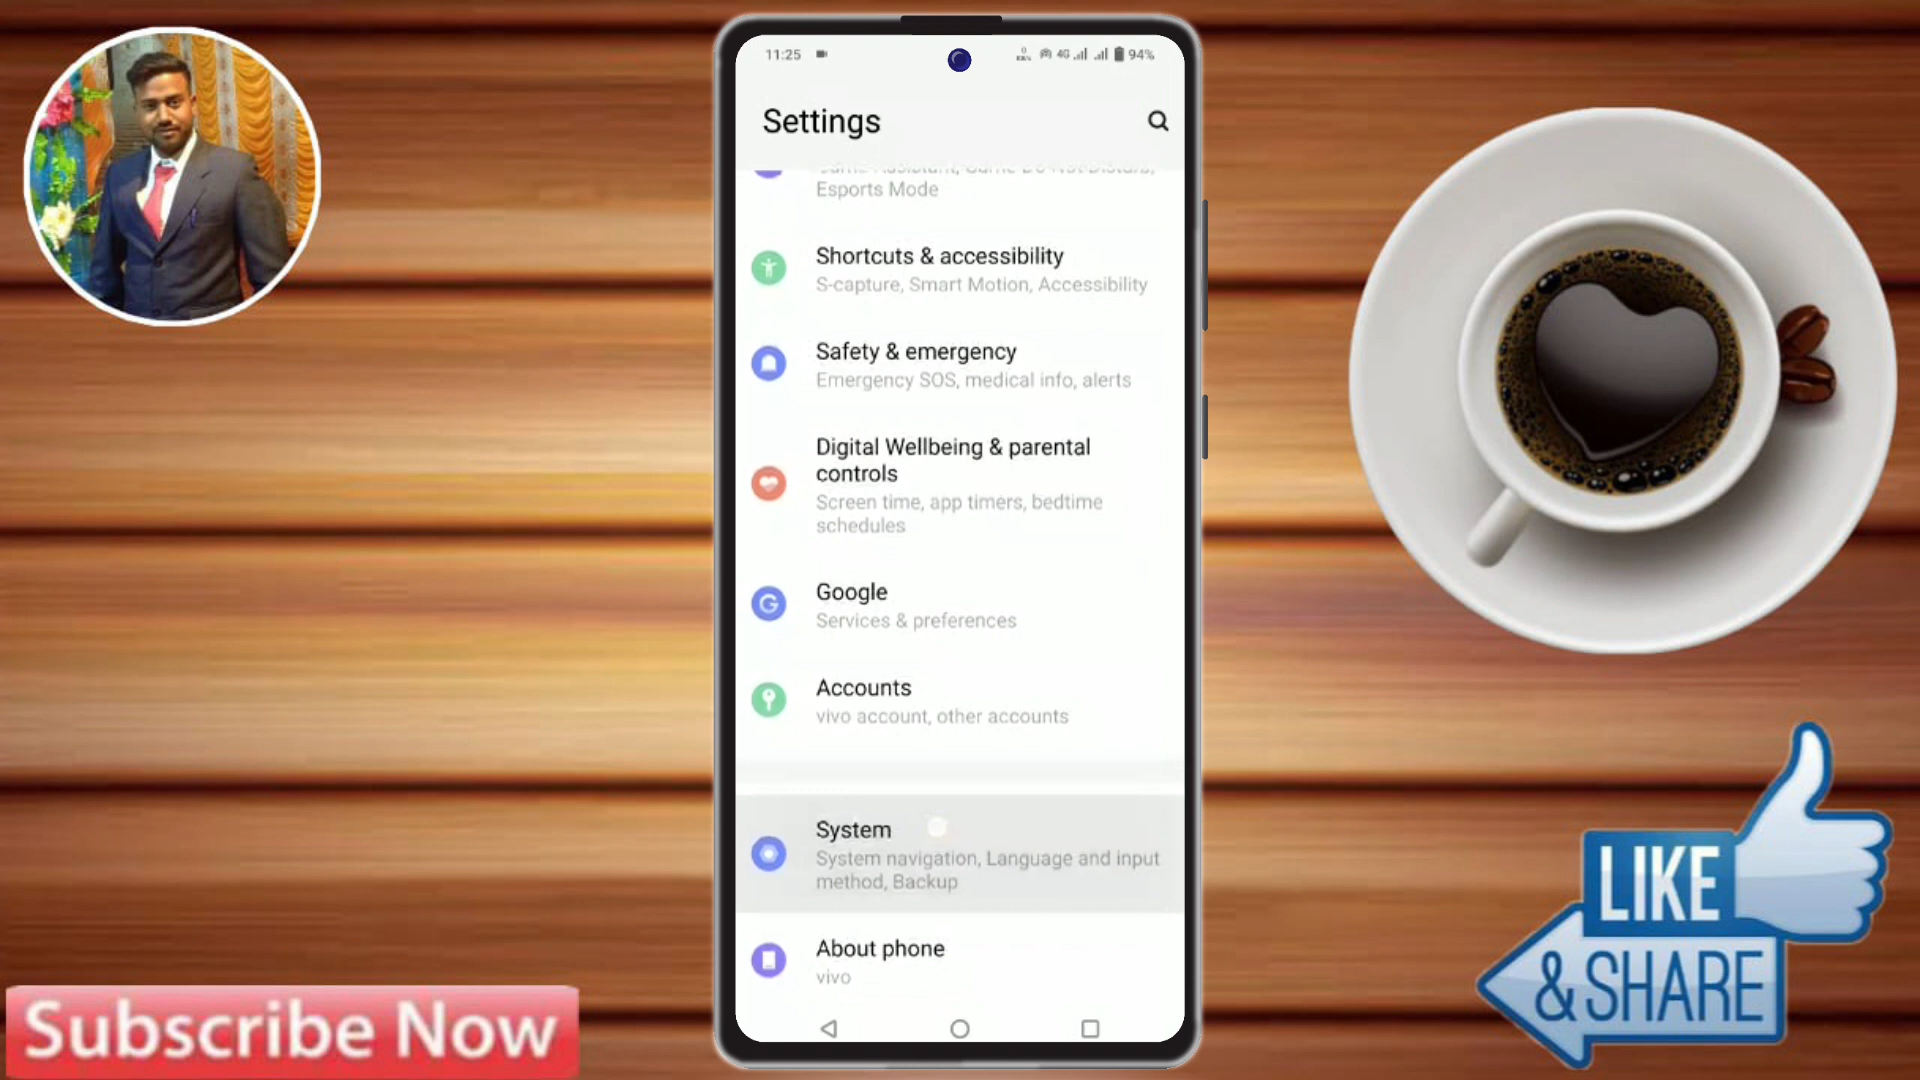 11:25
4G
94%
Settings
Esports Mode
Shortcuts & accessibility
S-capture, Smart Motion, Accessibility
Safety & emergency
Emergency SOS, medical info, alerts
Digital Wellbeing & parental
controls
Screen time, app timers, bedtime
schedules
Google
Services & preferences
Accounts
vivo account, other accounts
System
System navigation, Language and input
method, Backup
About phone
vivo
Subscribe Now
LIKE
& SHARE